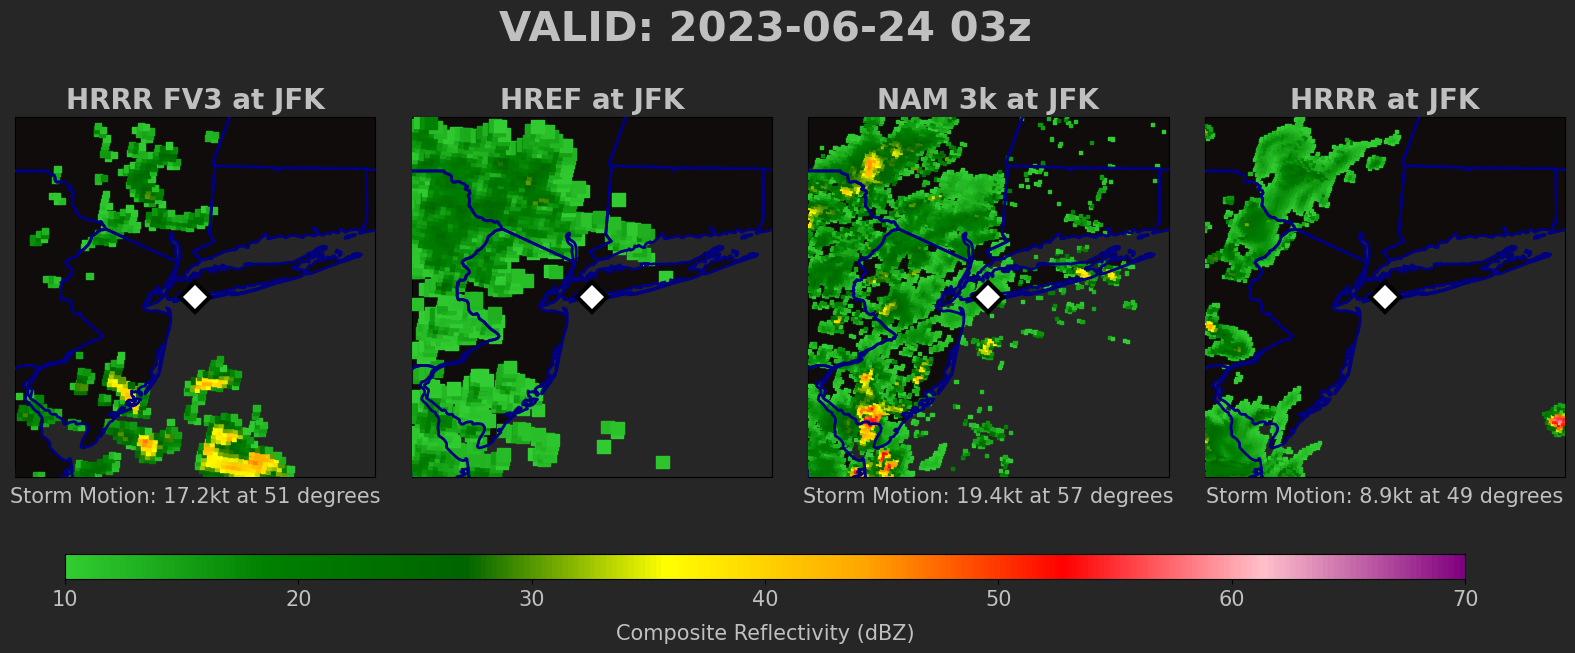 VALID: 2023-06-24 03z
HRRR FV3 at JFK
HREF at JFK
NAM 3k at JFK
HRRR at JFK
Storm Motion: 17.2kt at 51 degrees
Storm Motion: 19.4kt at 57 degrees
Storm Motion: 8.9kt at 49 degrees
10 20 30 40 50 60 70
Composite Reflectivity (dBZ)